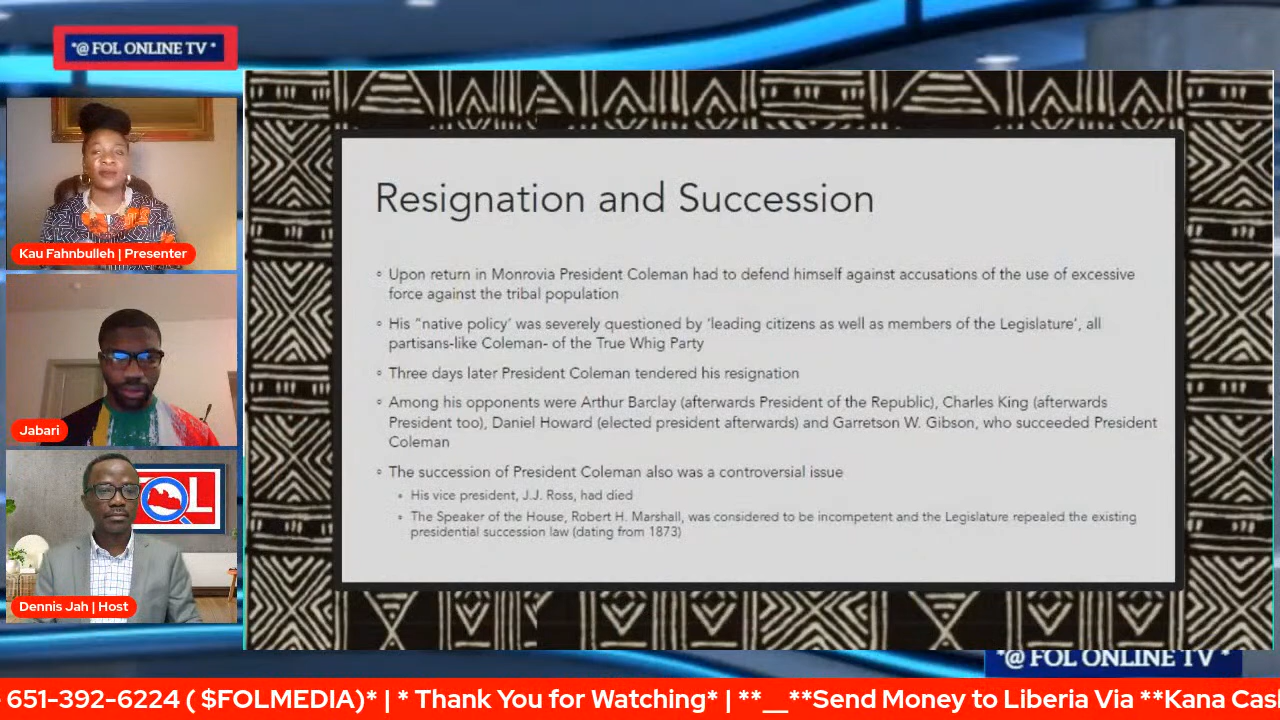 *@ FOL ONLINE TV *
Kau Fahnbulleh | Presenter
Jabari
Dennis Jah | Host
Resignation and Succession
Upon return in Monrovia President Coleman had to defend himself against accusations of the use of excessive
force against the tribal population
His "native policy' was severely questioned by 'leading citizens as well as members of the Legislature', all
partisans-like Coleman- of the True Whig Party
Three days later President Coleman tendered his resignation
Among his opponents were Arthur Barclay (afterwards President of the Republic), Charles King (afterwards
President too), Daniel Howard (elected president afterwards) and Garretson W. Gibson, who succeeded President
Coleman
The succession of President Coleman also was a controversial issue
His vice president, J.J. Ross, had died
The Speaker of the House, Robert H. Marshall, was considered to be incompetent and the Legislature repealed the existing
presidential succession law (dating from 1873)
*@ FOL ONLINE TV *
651-392-6224 ( $FOLMEDIA)* | * Thank You for Watching* | **__**Send Money to Liberia Via **Kana Cas